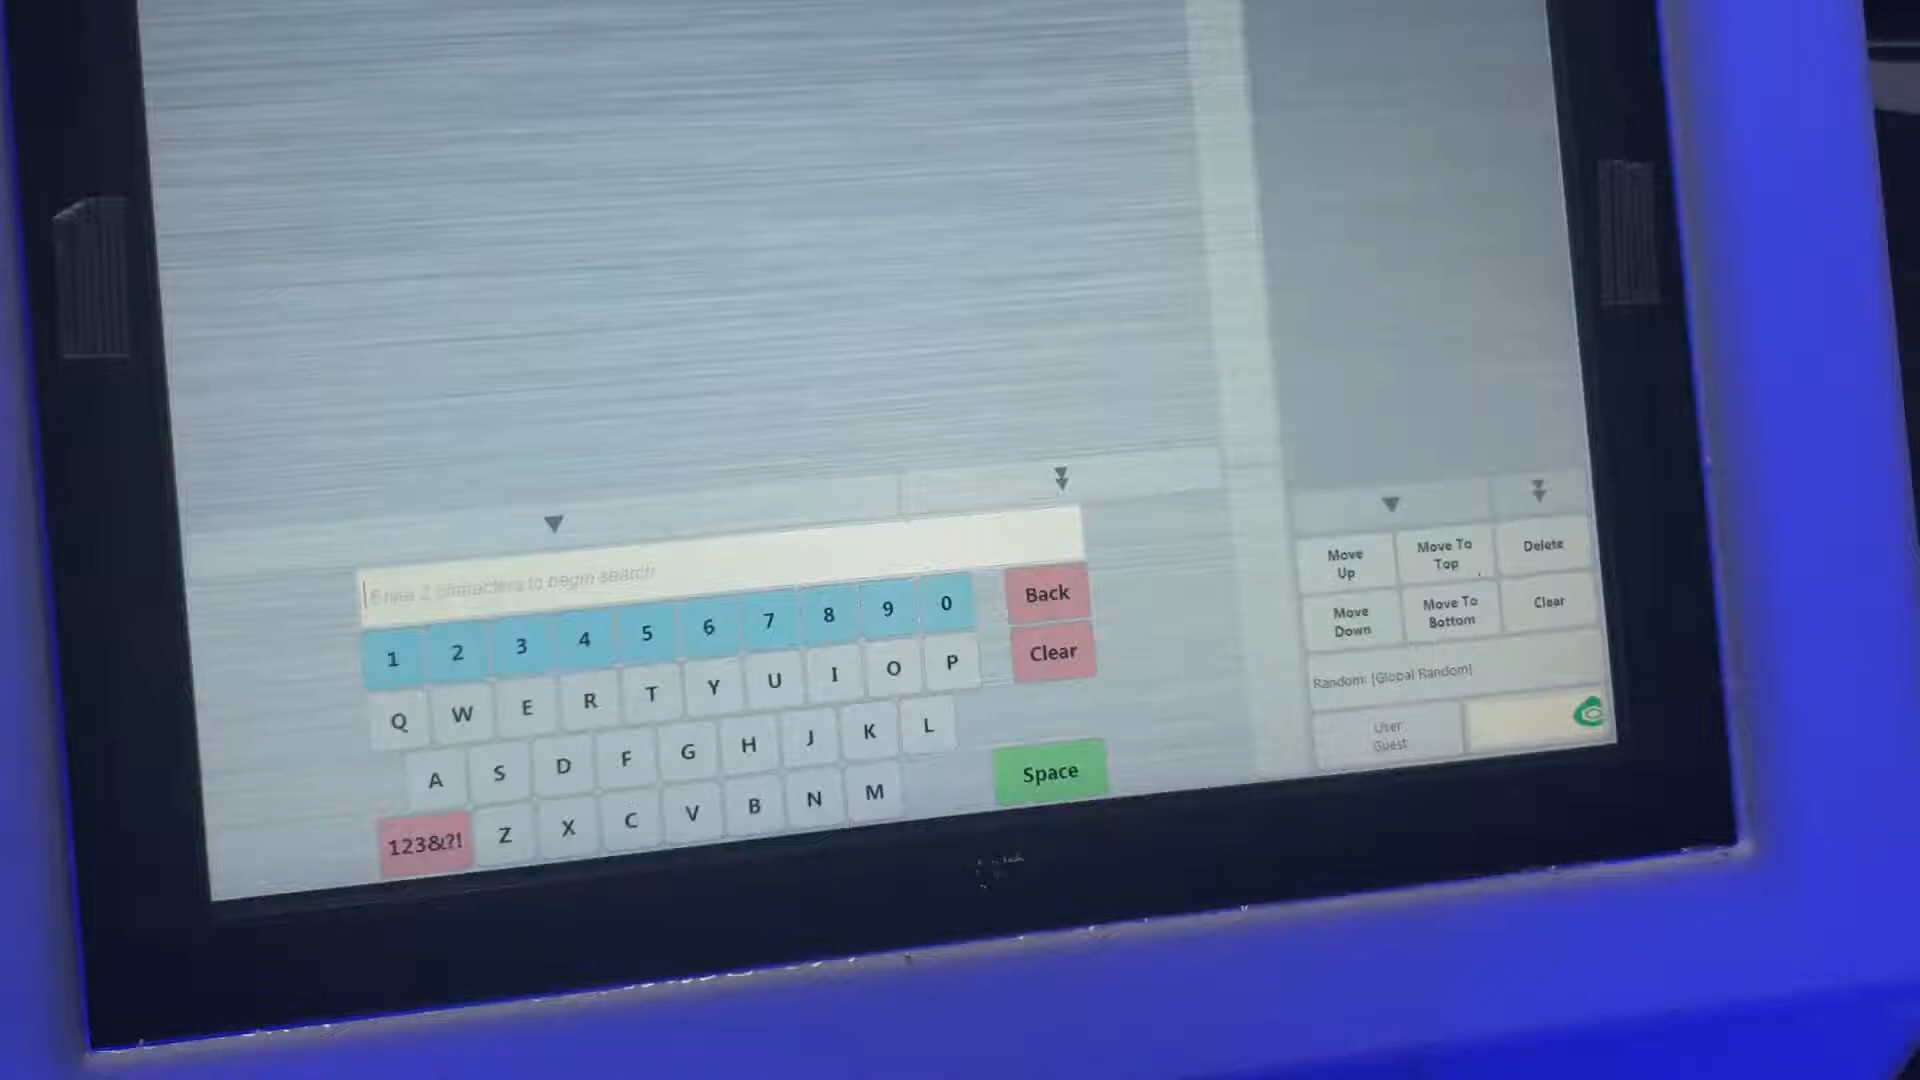 Enter 2 characters to begin search
1 2 3 4 5 6 7 8 9 0
Back
Q W E R T Y U I O P
Clear
A S D F G H J K L
123&?! Z X C V B N M
Space
Move Up
Move To Top
Delete
Move Down
Move To Bottom
Clear
Random: [Global Random]
User
Guest